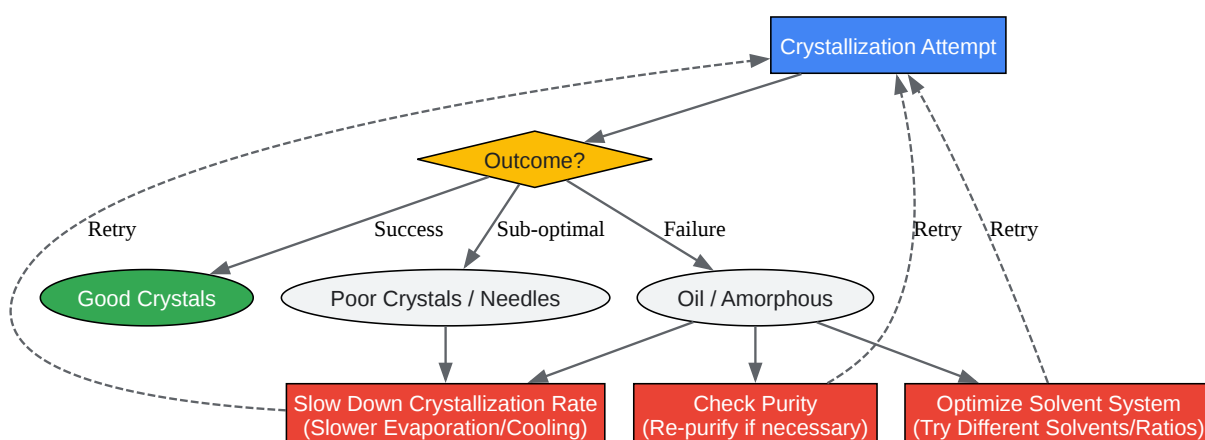 Crystallization Attempt
Outcome?
Retry
Success
Sub-optimal
Failure
Retry
Retry
Good Crystals
Poor Crystals / Needles
Oil / Amorphous
Slow Down Crystallization Rate
(Slower Evaporation/Cooling)
Check Purity
(Re-purify if necessary)
Optimize Solvent System
(Try Different Solvents/Ratios)